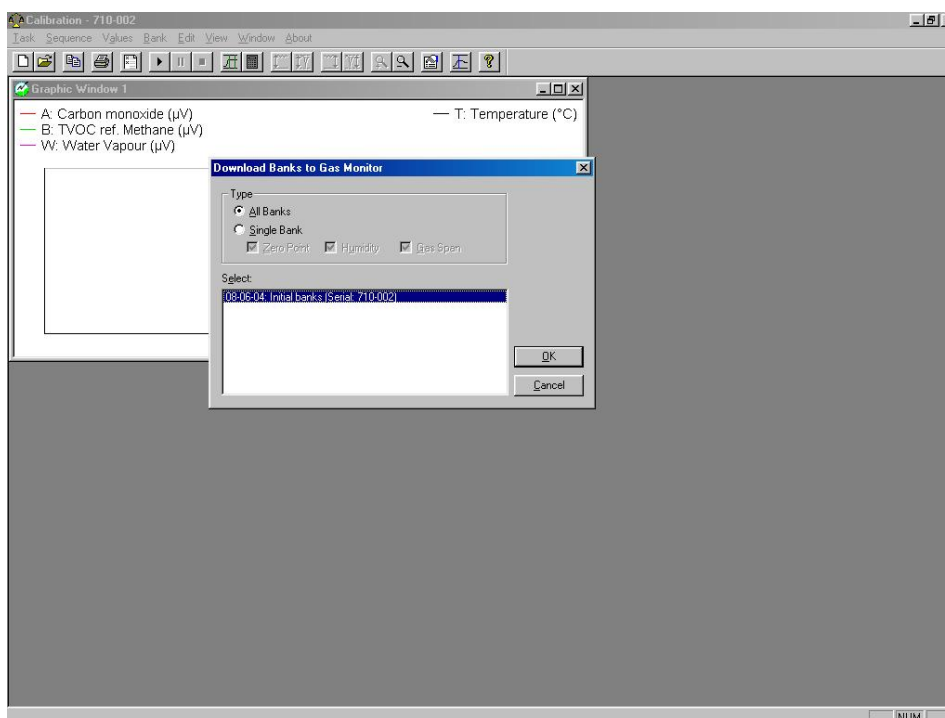 Calibration - 710-002
Task Sequence Values Bank Edit View Window About
Graphic Window 1
A: Carbon monoxide (µV)
T: Temperature (°C)
B: TVOC ref. Methane (µV)
W: Water Vapour (µV)
Download Banks to Gas Monitor
Type
All Banks
Single Bank
Zero Point Humidity Gas Span
Select:
08-06-04: Initial banks (Serial: 710-002)
OK
Cancel
NUM